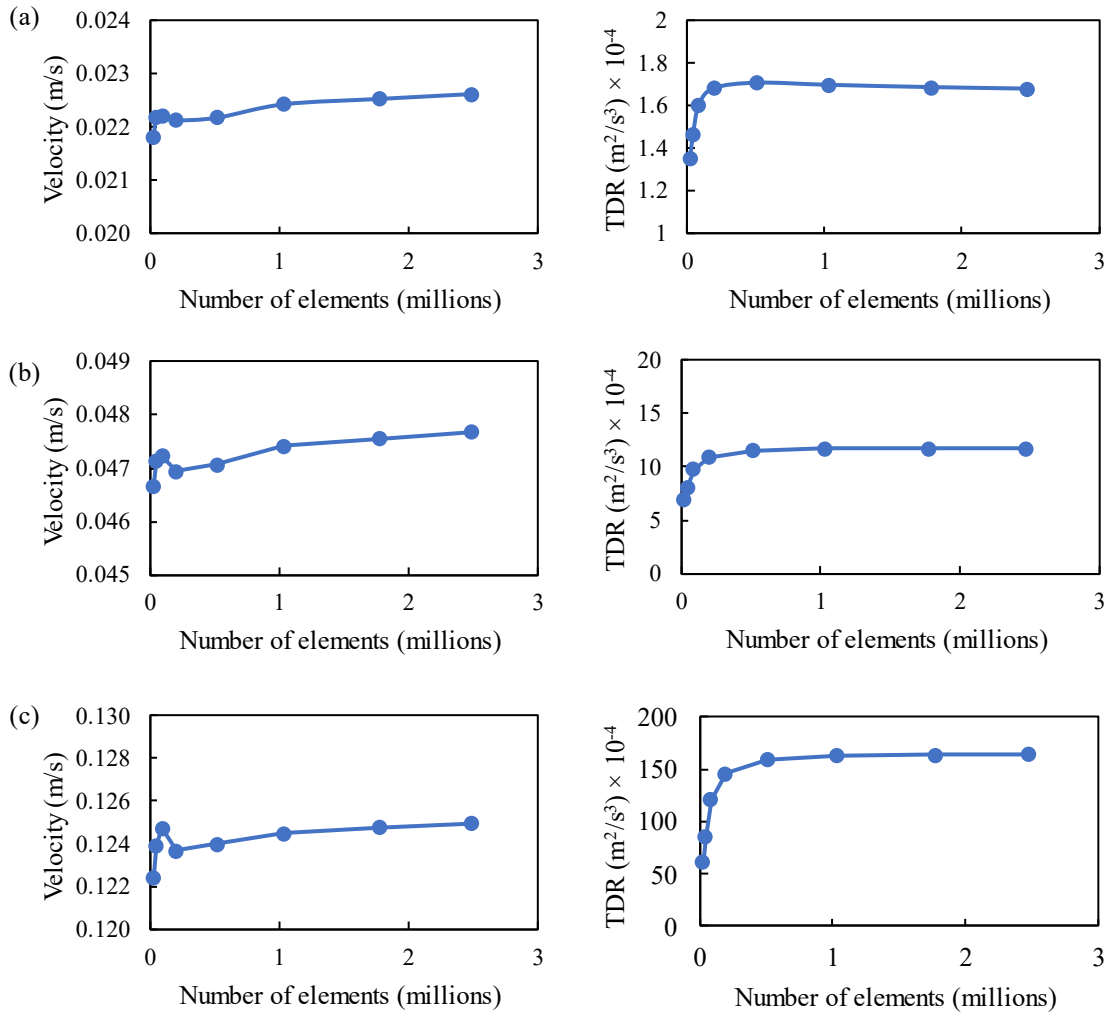 (a)
Velocity (m/s)
0.024
0.023
0.022
0.021
0.020
0 1 2 3
Number of elements (millions)
TDR (m²/s³) × 10⁻⁴
2
1.8
1.6
1.4
1.2
1
0 1 2 3
Number of elements (millions)
(b)
Velocity (m/s)
0.049
0.048
0.047
0.046
0.045
0 1 2 3
Number of elements (millions)
TDR (m²/s³) × 10⁻⁴
20
15
10
5
0
0 1 2 3
Number of elements (millions)
(c)
Velocity (m/s)
0.130
0.128
0.126
0.124
0.122
0.120
0 1 2 3
Number of elements (millions)
TDR (m²/s³) × 10⁻⁴
200
150
100
50
0
0 1 2 3
Number of elements (millions)